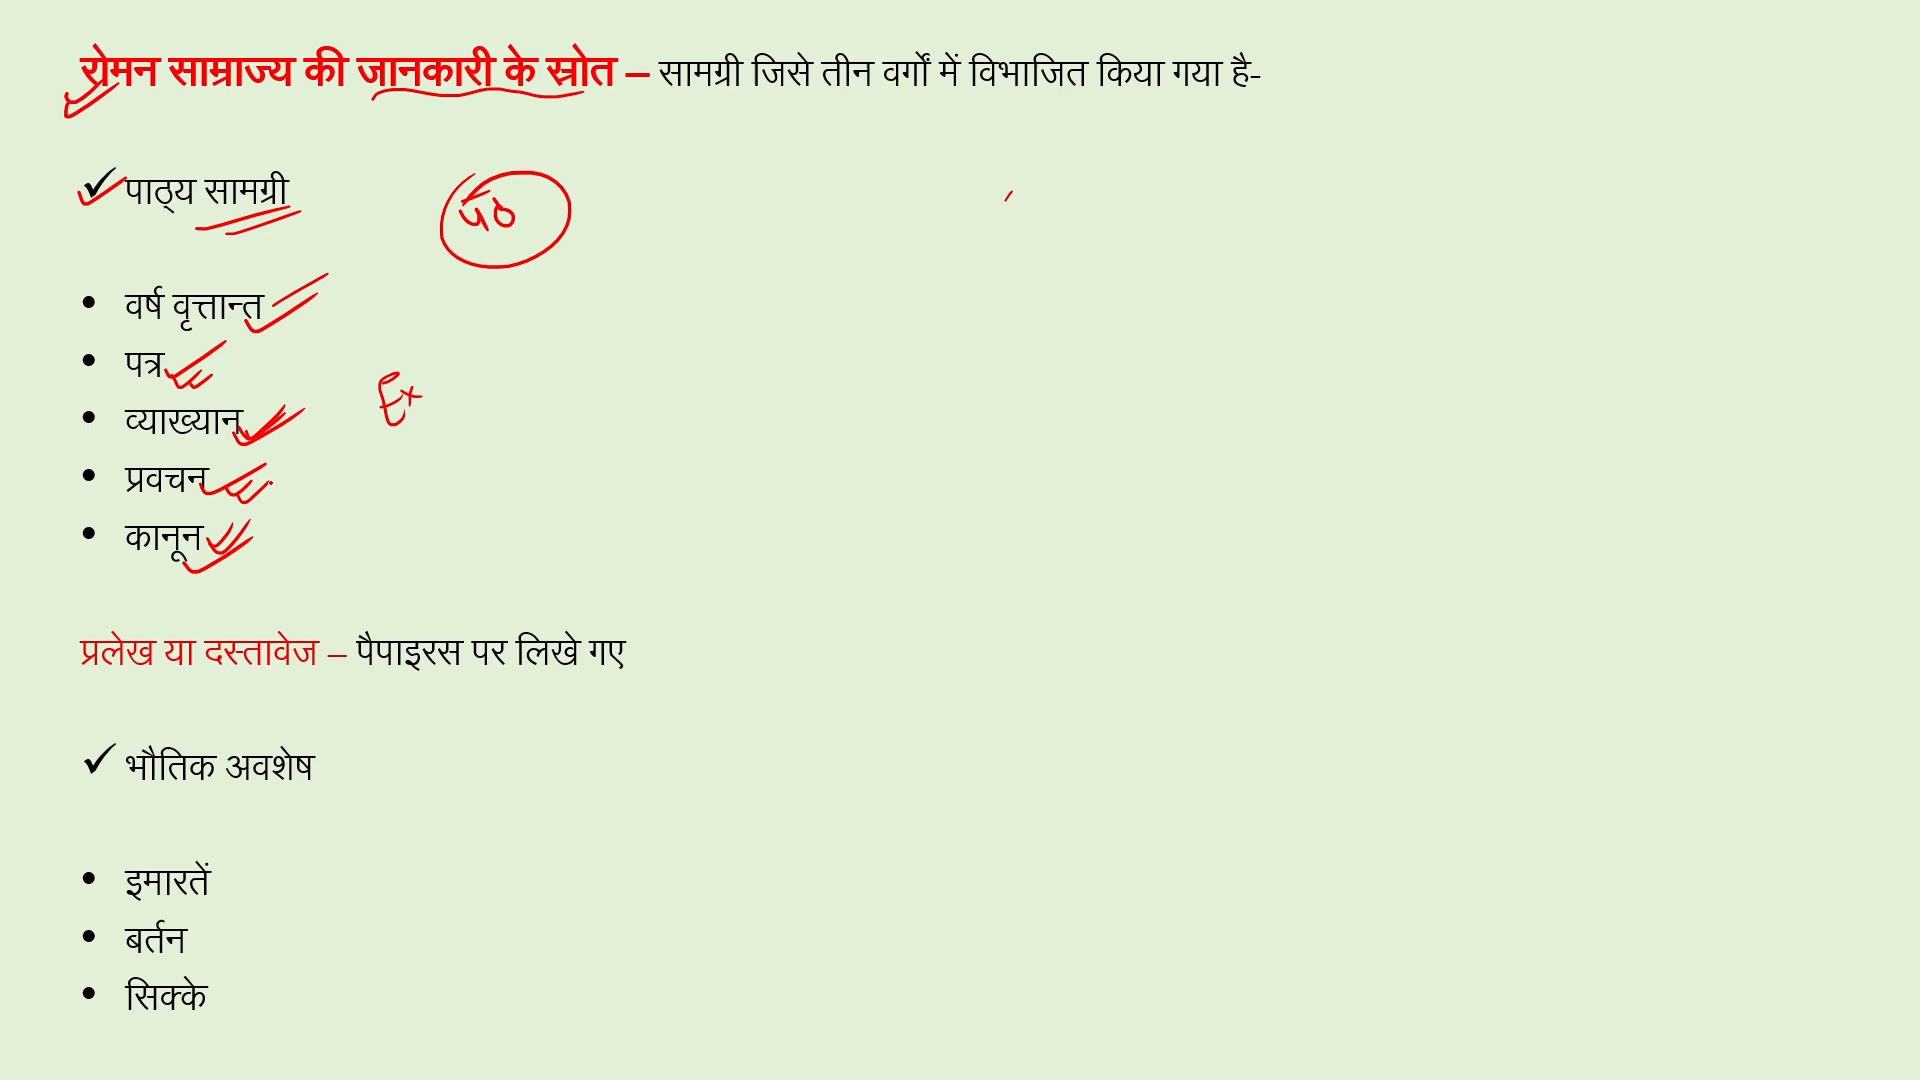 रोमन साम्राज्य की जानकारी के स्रोत – सामग्री जिसे तीन वर्गों में विभाजित किया गया है-
✓ पाठ्य सामग्री
• वर्ष वृत्तान्त
• पत्र
• व्याख्यान
Ex
• प्रवचन
• कानून
प्रलेख या दस्तावेज – पैपाइरस पर लिखे गए
✓ भौतिक अवशेष
• इमारतें
• बर्तन
• सिक्के